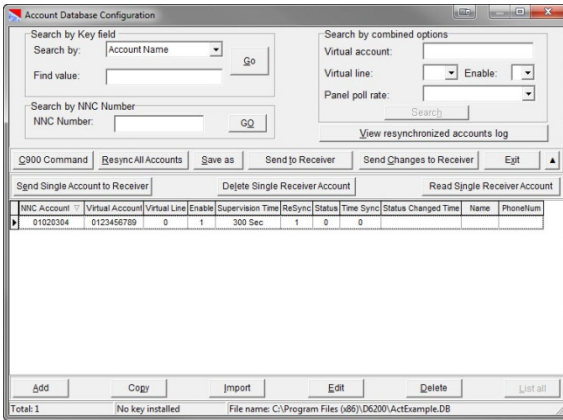 Account Database Configuration
Search by Key field
Search by: Account Name
Go
Find value:
Search by NNC Number
NNC Number:
GO
Search by combined options
Virtual account:
Virtual line: Enable:
Panel poll rate:
Search
View resynchronized accounts log
C900 Command Resync All Accounts Save as Send to Receiver Send Changes to Receiver Exit
Send Single Account to Receiver Delete Single Receiver Account Read Single Receiver Account
NNC Account Virtual Account Virtual Line Enable Supervision Time ReSync Status Time Sync Status Changed Time Name PhoneNum
01020304 0123456789 0 1 300 Sec 1 0 0
Add Copy Import Edit Delete List all
Total: 1 No key installed File name: C:\Program Files (x86)\D6200\ActExample.DB